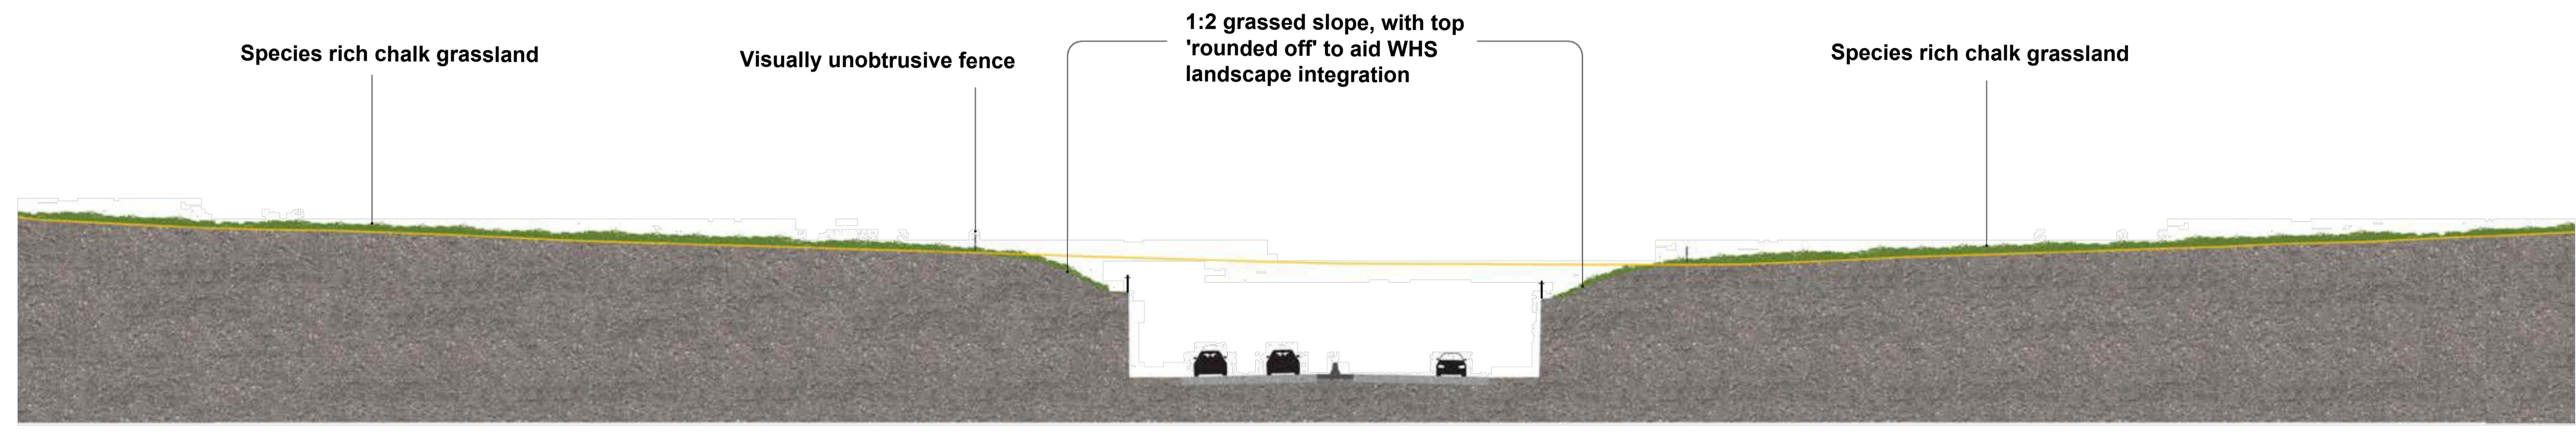 Species rich chalk grassland
Visually unobtrusive fence
1:2 grassed slope, with top
'rounded off' to aid WHS
landscape integration
Species rich chalk grassland